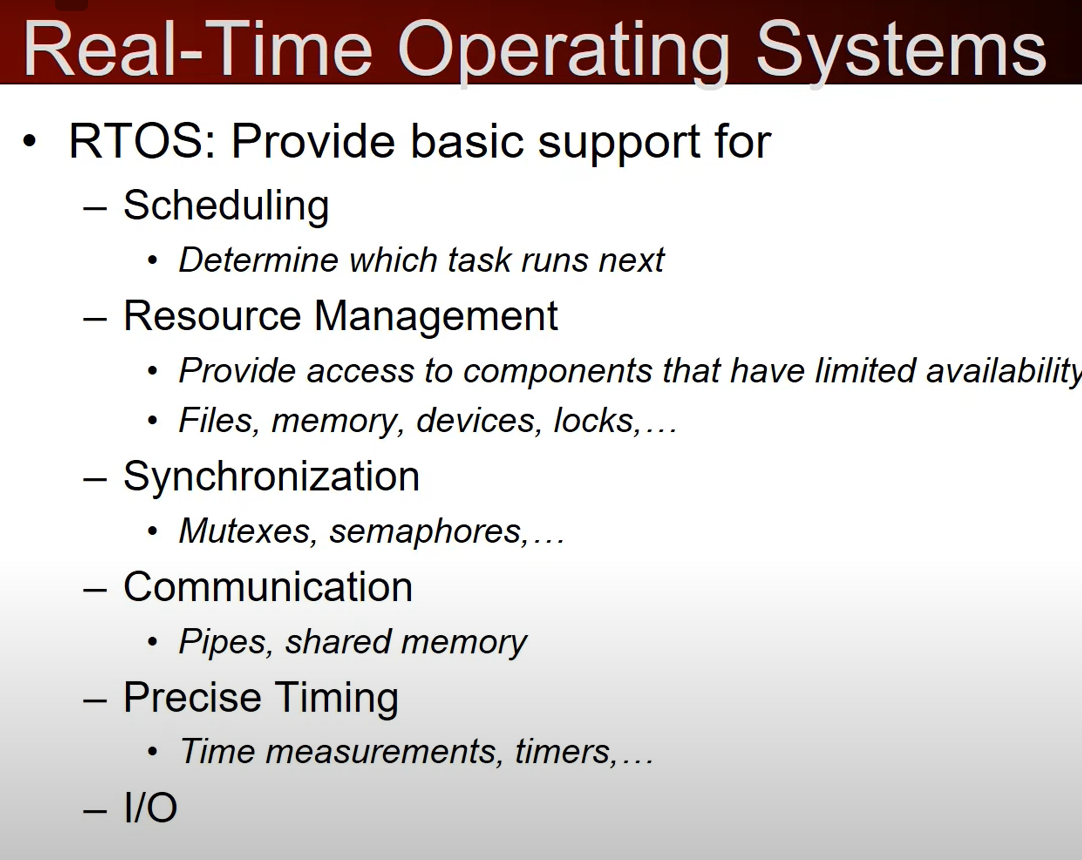 Real-Time Operating Systems
• RTOS: Provide basic support for
– Scheduling
• Determine which task runs next
– Resource Management
• Provide access to components that have limited availability
• Files, memory, devices, locks,…
– Synchronization
• Mutexes, semaphores,…
– Communication
• Pipes, shared memory
– Precise Timing
• Time measurements, timers,…
– I/O